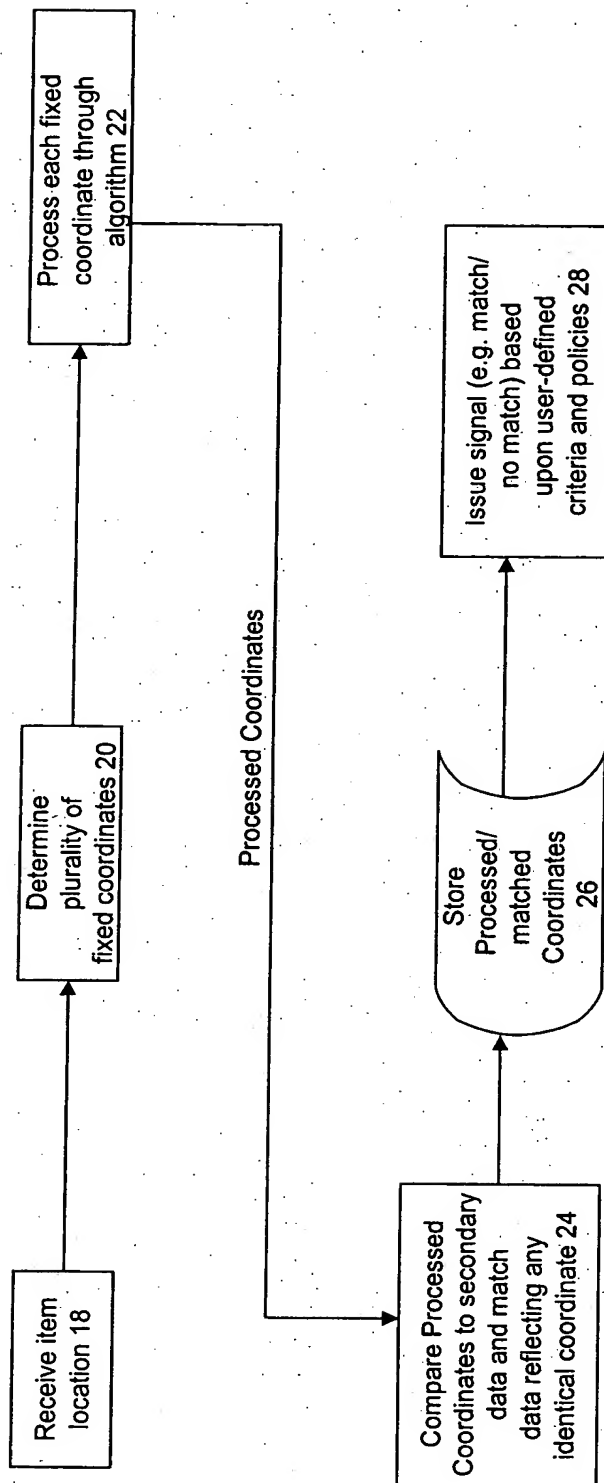 Receive item
location 18
Determine
plurality of
fixed coordinates 20
Process each fixed
coordinate through
algorithm 22
Processed Coordinates
Compare Processed
Coordinates to secondary
data and match
data reflecting any
identical coordinate 24
Store
Processed/
matched
Coordinates
26
Issue signal (e.g. match/
no match) based
upon user-defined
criteria and policies 28